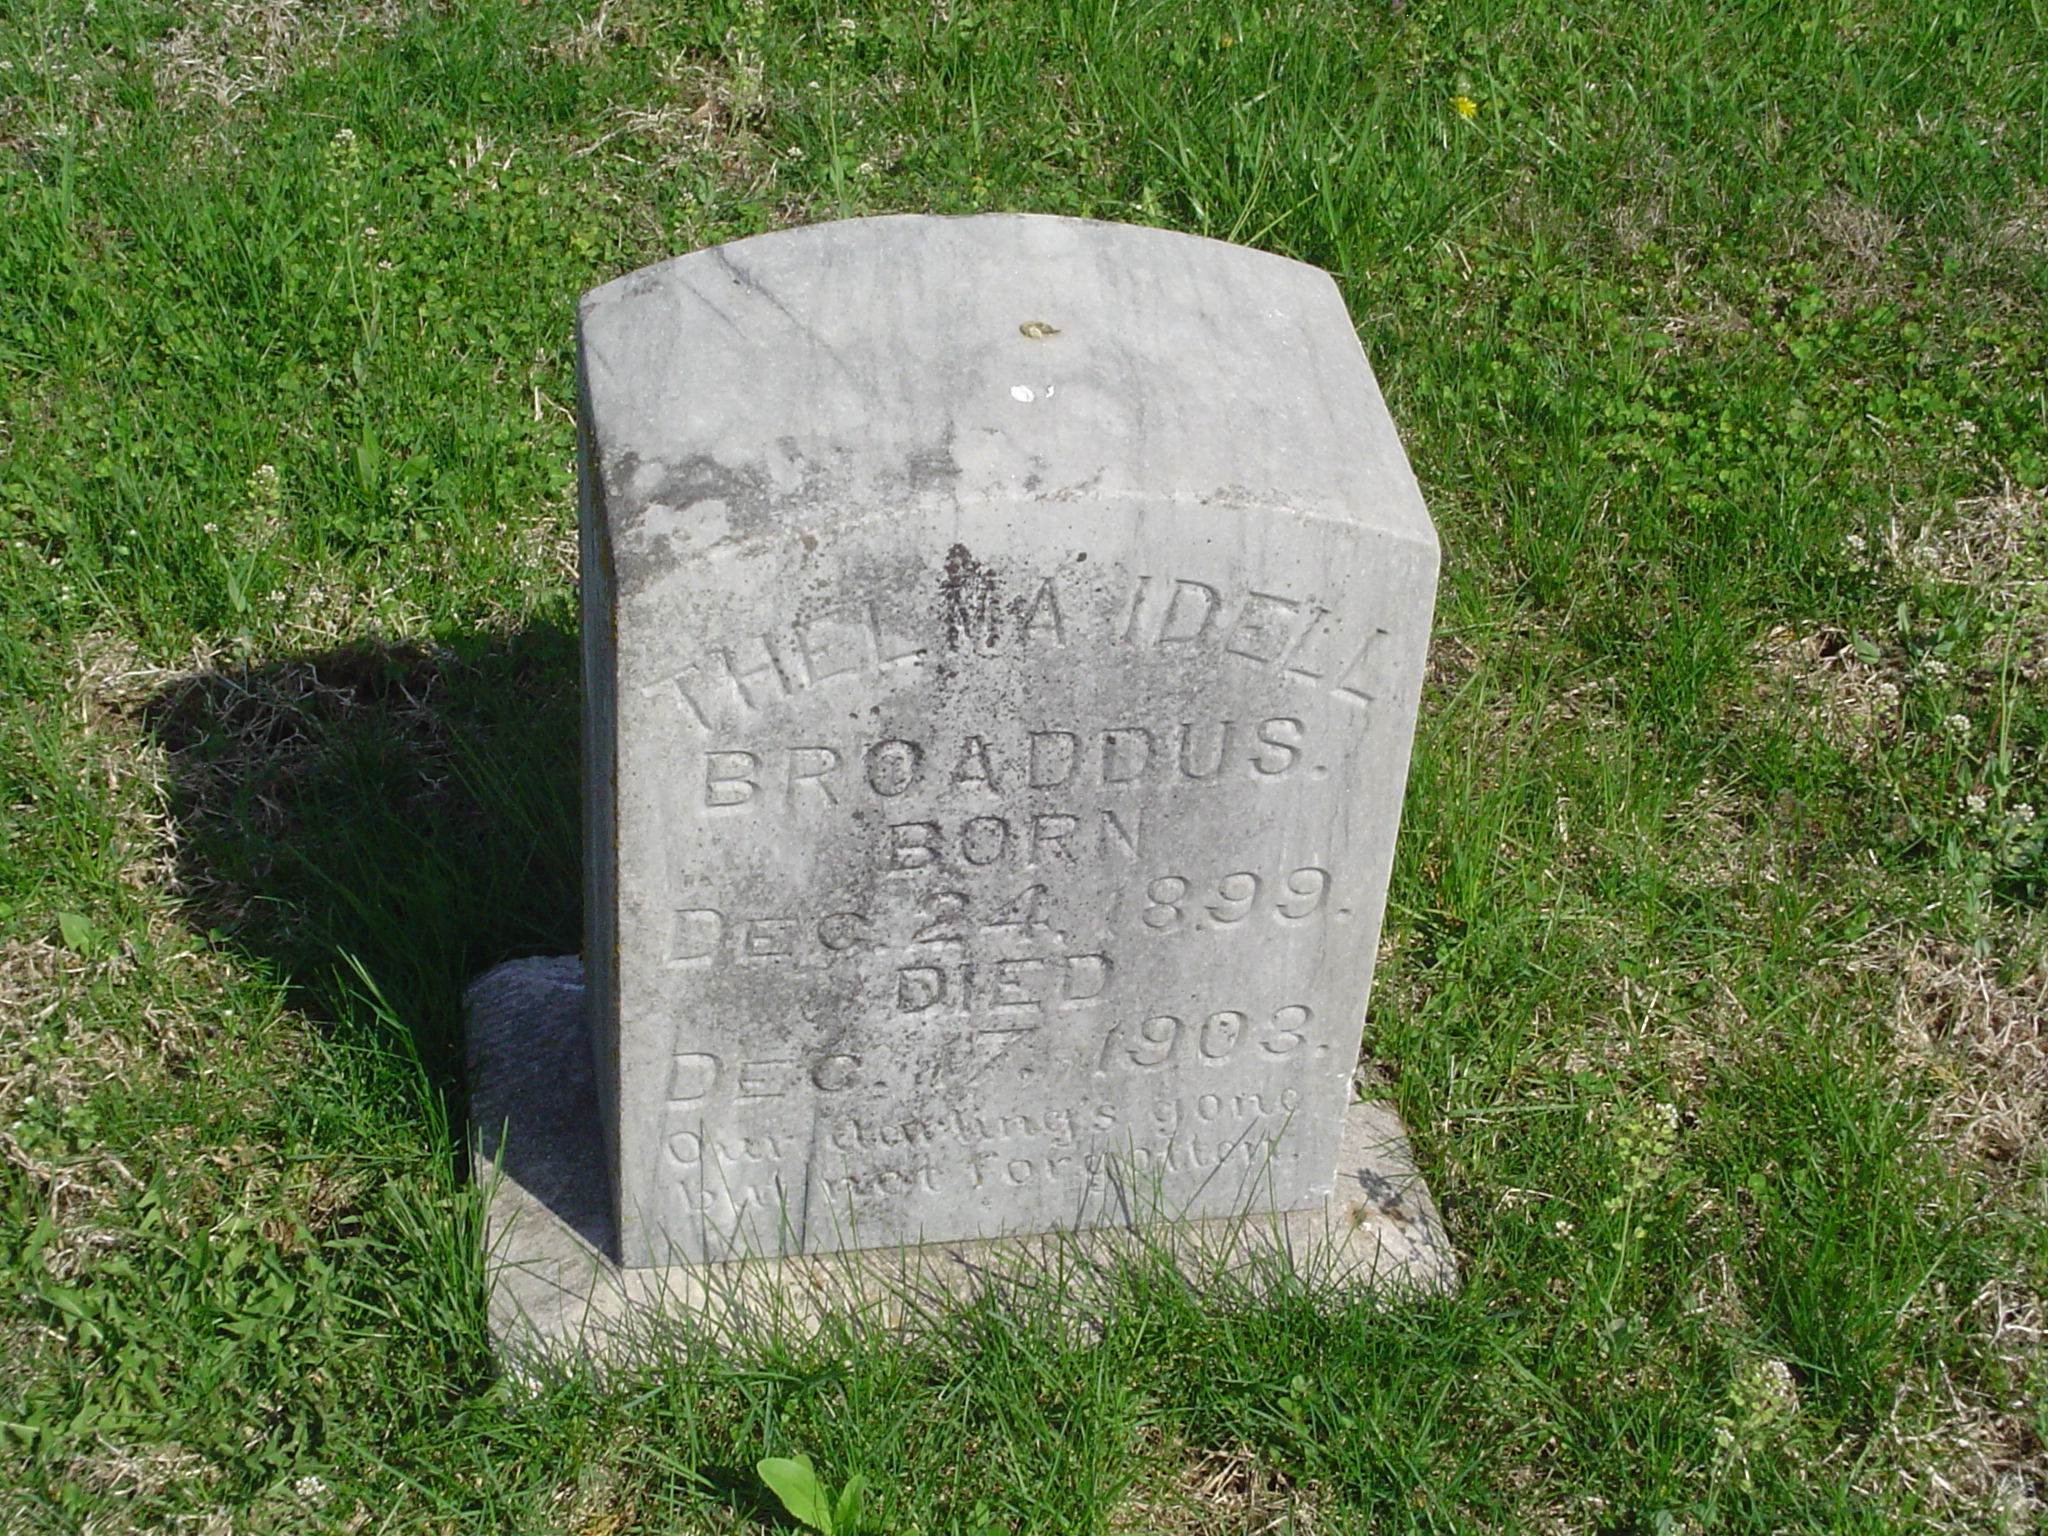 THELMA IDELL
BROADDUS.
BORN
DEC. 24, 1899.
DIED
DEC. 17, 1903.
Our darling's gone
but not forgotten.